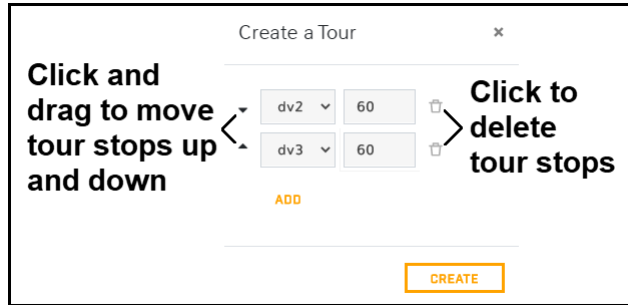 Create a Tour ×
Click and
drag to move
tour stops up
and down
dv2 60
dv3 60
Click to
delete
tour stops
ADD
CREATE